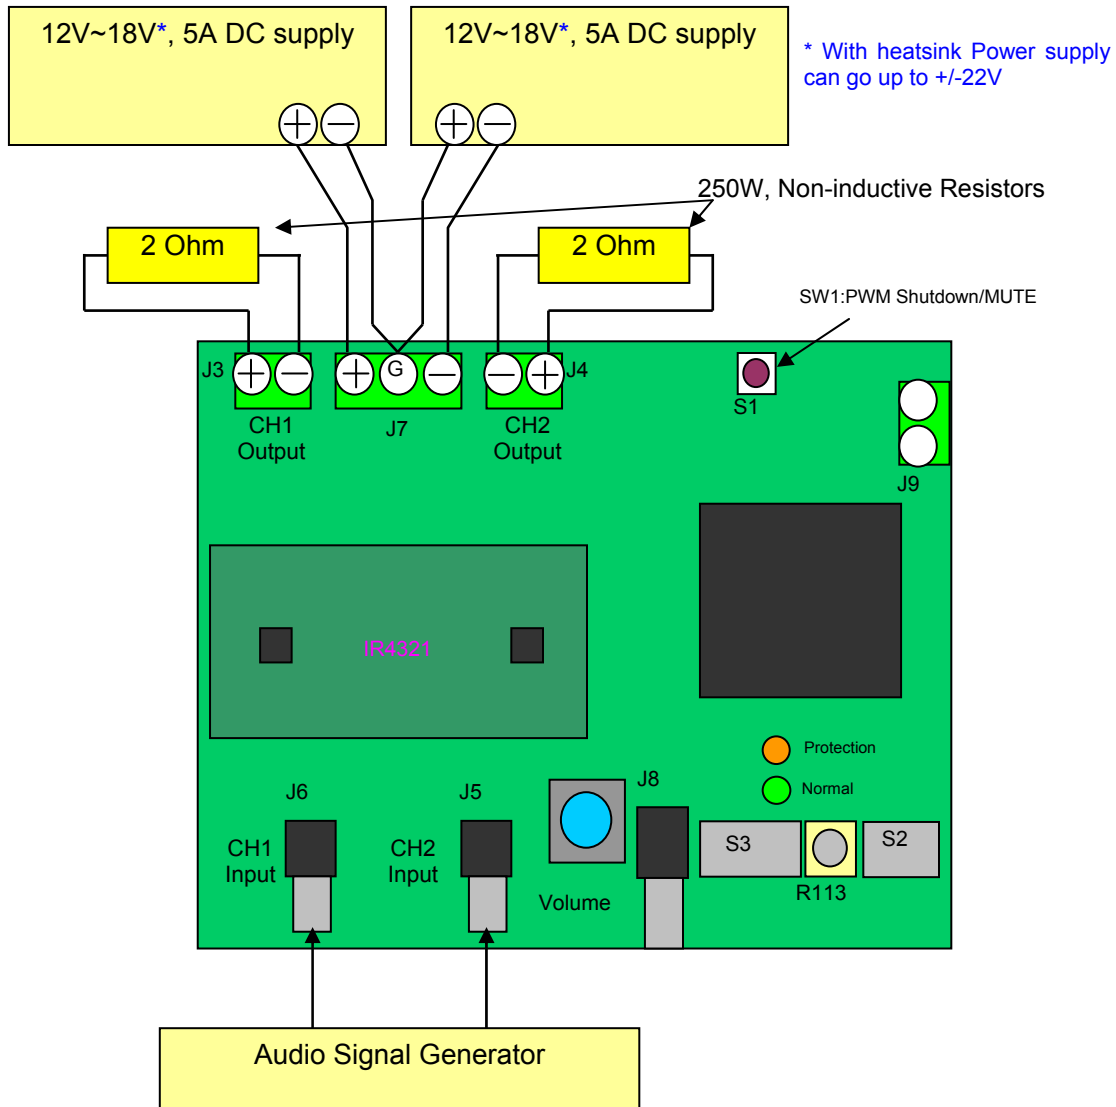 12V~18V*, 5A DC supply
12V~18V*, 5A DC supply
* With heatsink Power supply
can go up to +/-22V
250W, Non-inductive Resistors
2 Ohm
2 Ohm
SW1:PWM Shutdown/MUTE
J3
+
−
+
G
−
−
+
J4
CH1
Output
J7
CH2
Output
S1
J9
IR4321
Protection
Normal
J6
J5
J8
CH1
Input
CH2
Input
Volume
S3
S2
R113
Audio Signal Generator